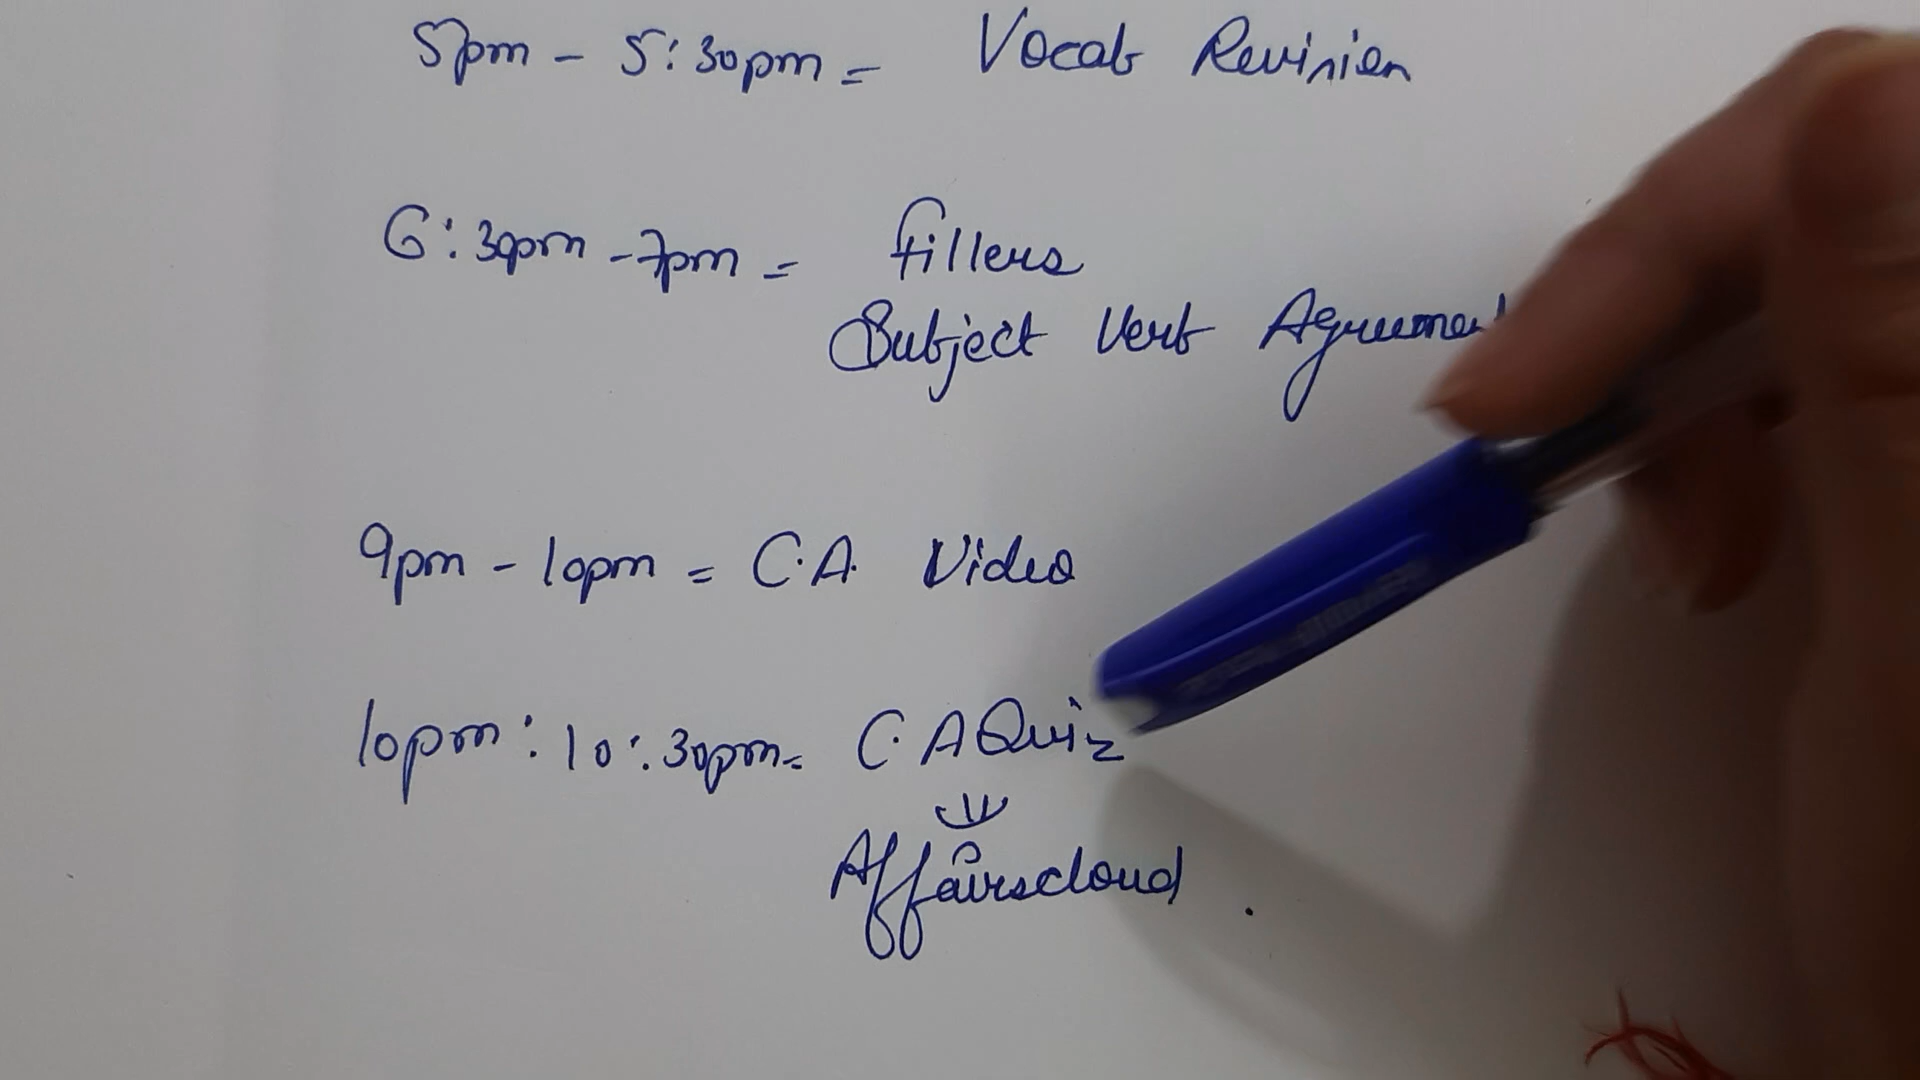 5pm - 5:30pm = Vocab Revision
6:30pm - 7pm = fillers
Subject Verb Agreement
9pm - 10pm = C.A. Video
10pm : 10:30pm = C.A Quiz
Affairscloud.